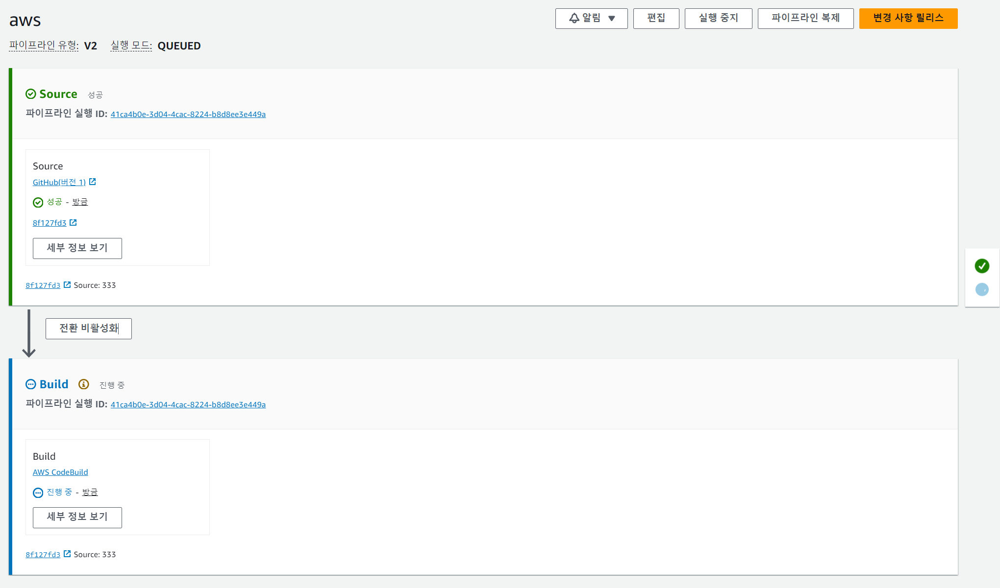 aws
알림
편집
실행 중지
파이프라인 복제
변경 사항 릴리스
파이프라인 유형: V2 실행 모드: QUEUED
Source 성공
파이프라인 실행 ID: 41ca4b0e-3d04-4cac-8224-b8d8ee3e449a
Source
GitHub(버전 1)
성공 - 방금
8f127fd3
세부 정보 보기
8f127fd3 Source: 333
전환 비활성화
Build 진행 중
파이프라인 실행 ID: 41ca4b0e-3d04-4cac-8224-b8d8ee3e449a
Build
AWS CodeBuild
진행 중 - 방금
세부 정보 보기
8f127fd3 Source: 333